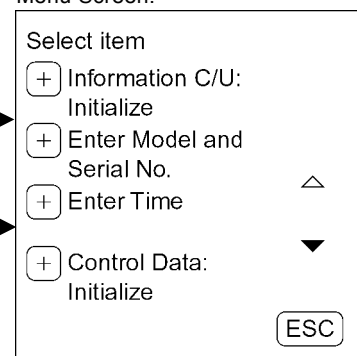 Menu Screen.
Select item
+ Information C/U:
Initialize
+ Enter Model and
Serial No.
+ Enter Time
+ Control Data:
Initialize
ESC